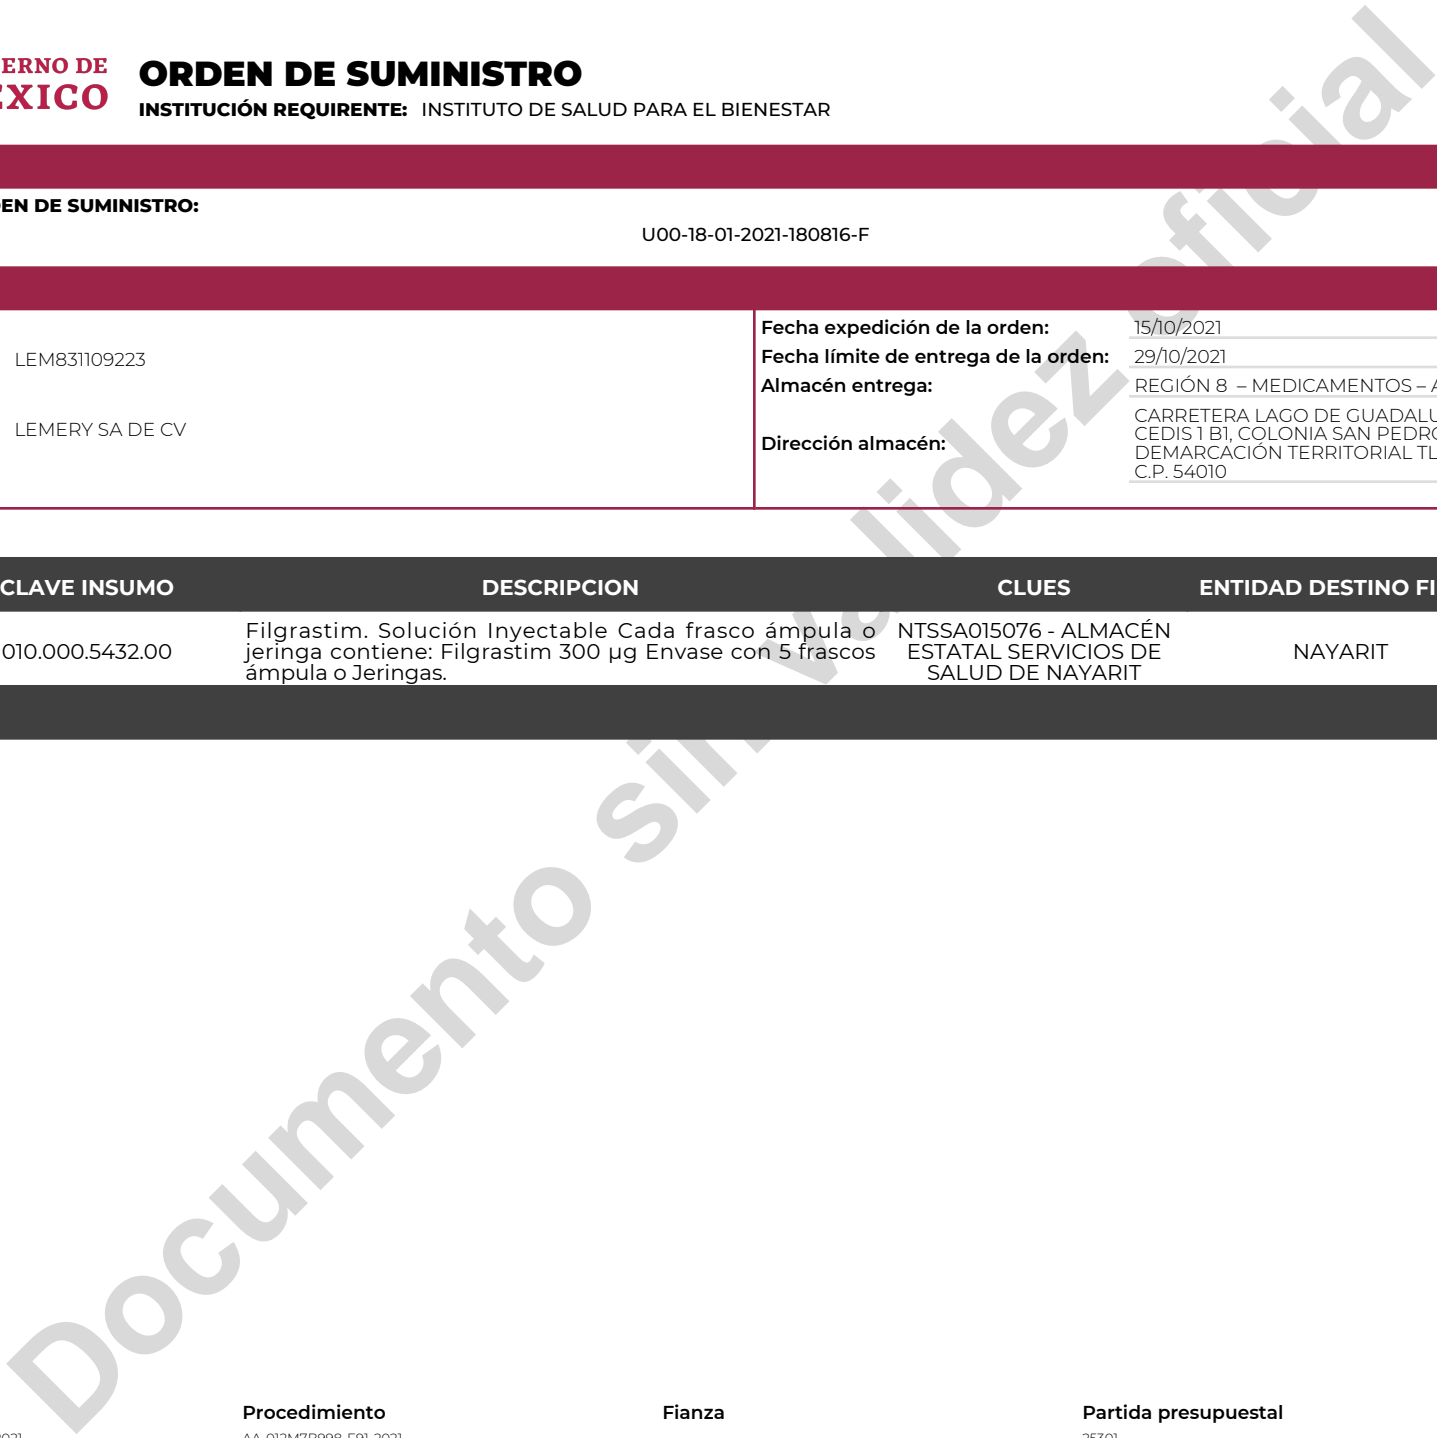 ERNO DE
EXICO
ORDEN DE SUMINISTRO
INSTITUCIÓN REQUIRENTE: INSTITUTO DE SALUD PARA EL BIENESTAR
EN DE SUMINISTRO:
U00-18-01-2021-180816-F
LEM831109223
LEMERY SA DE CV
Fecha expedición de la orden: 15/10/2021
Fecha límite de entrega de la orden: 29/10/2021
Almacén entrega: REGIÓN 8 – MEDICAMENTOS – A
Dirección almacén:
CARRETERA LAGO DE GUADALU
CEDIS 1 B1, COLONIA SAN PEDRO
DEMARCACIÓN TERRITORIAL TL
C.P. 54010
CLAVE INSUMO DESCRIPCION CLUES ENTIDAD DESTINO FI
010.000.5432.00
Filgrastim. Solución Inyectable Cada frasco ámpula o
jeringa contiene: Filgrastim 300 µg Envase con 5 frascos
ámpula o Jeringas.
NTSSA015076 - ALMACÉN
ESTATAL SERVICIOS DE
SALUD DE NAYARIT
NAYARIT
Documento sin validez oficial
Procedimiento Fianza Partida presupuestal